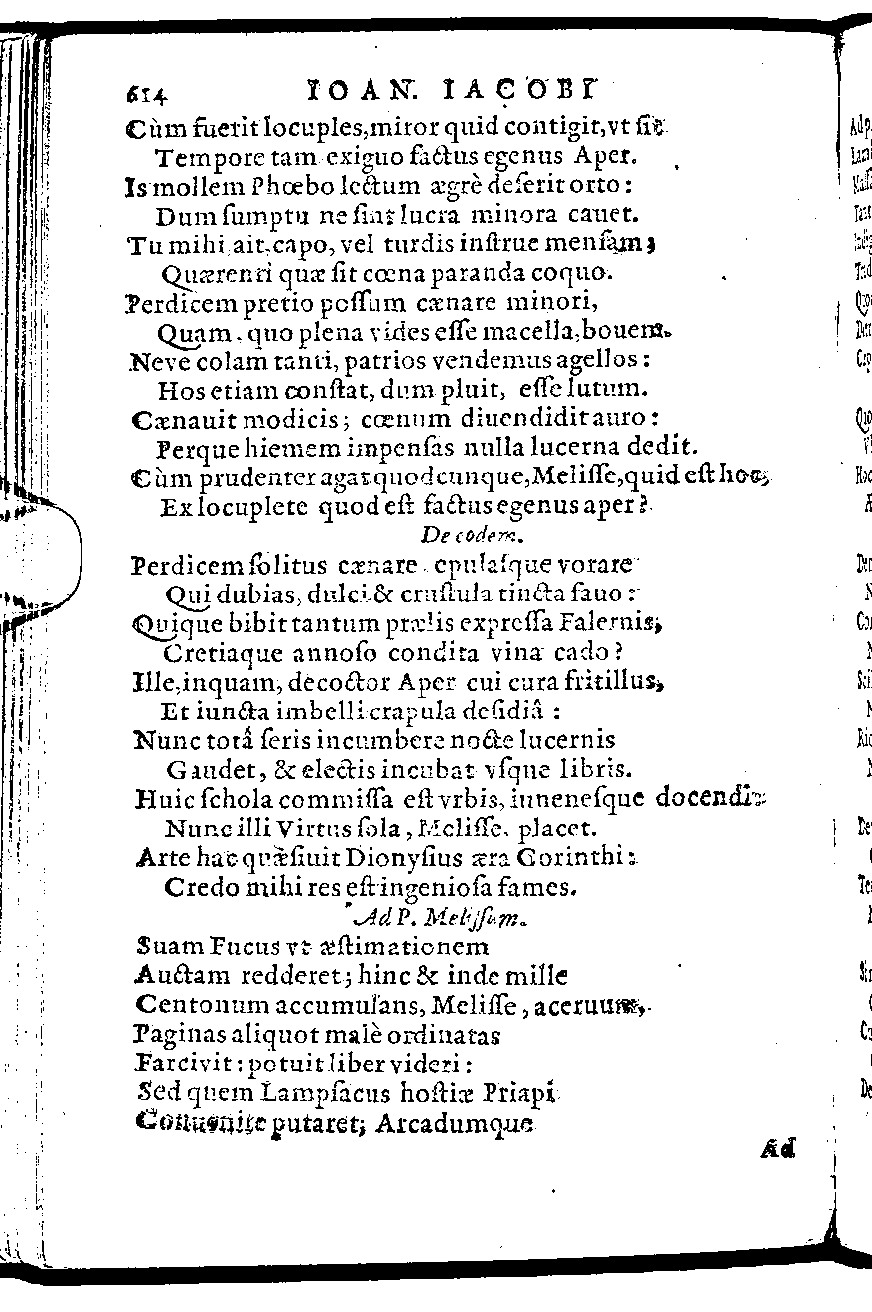 614 IOAN. IACOBI
Cùm fuerit locuples, miror quid contigit, vt sit
Tempore tam exiguo factus egenus Aper.
Is mollem Phœbo lectum ægrè deserit orto:
Dum sumptu ne sint lucra minora cauet.
Tu mihi, ait, capo, vel turdis instrue mensam;
Quærenti quæ sit cœna paranda coquo.
Perdicem pretio possum cænare minori,
Quam, quo plena vides esse macella, bouem.
Neve colam tanti, patrios vendemus agellos:
Hos etiam constat, dum pluit, esse lutum.
Cænauit modicis; cœnum diuendidit auro:
Perque hiemem impensas nulla lucerna dedit.
Cùm prudenter agat quodcunque, Melisse, quid est hoc,
Ex locuplete quod est factus egenus aper?
De eodem.
Perdicem solitus cænare epulasque vorare
Qui dubias, dulci & crustula tincta fauo:
Quique bibit tantum prælis expressa Falernis,
Cretiaque annoso condita vina cado?
Ille, inquam, decoctor Aper cui cura fritillus,
Et iuncta imbelli crapula desidiâ:
Nunc totâ seris incumbere nocte lucernis
Gaudet, & electis incubat vsque libris.
Huic schola commissa est vrbis, iuuenesque docendi:
Nunc illi Virtus sola, Melisse, placet.
Arte hac quæsiuit Dionysius æra Corinthi:
Credo mihi res est ingeniosa fames.
Ad P. Melissum.
Suam Fucus vt æstimationem
Auctam redderet; hinc & inde mille
Centonum accumulans, Melisse, aceruum,
Paginas aliquot malè ordinatas
Farcivit: potuit liber videri:
Sed quem Lampsacus hostiæ Priapi
Conuenire putaret; Arcadumque
Ad